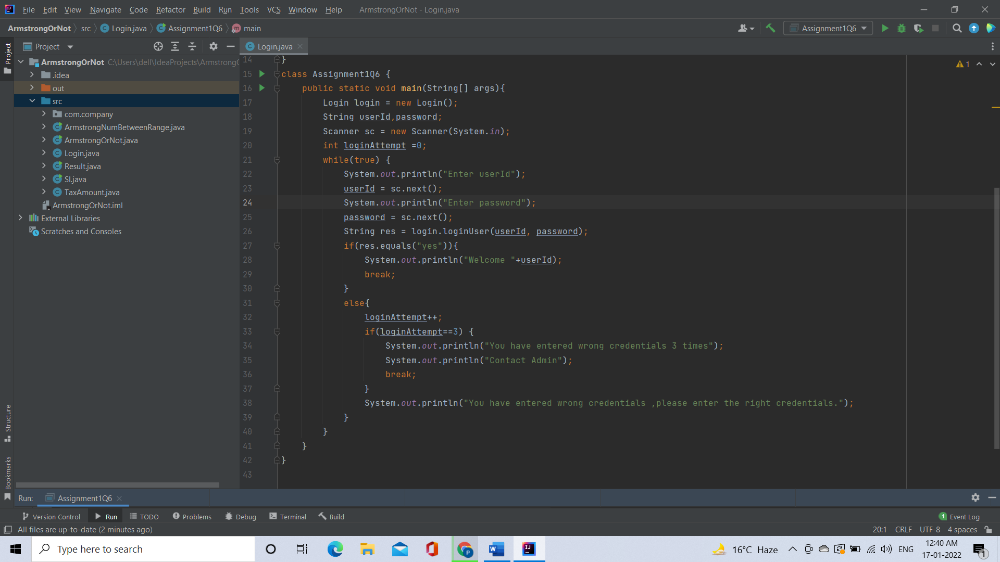 File Edit View Navigate Code Refactor Build Run Tools VCS Window Help ArmstrongOrNot - Login.java
ArmstrongOrNot src Login.java Assignment1Q6 main Assignment1Q6
Project
Project
Login.java
ArmstrongOrNot C:\Users\dell\IdeaProjects\Armstrong
.idea
out
src
com.company
ArmstrongNumBetweenRange.java
ArmstrongOrNot.java
Login.java
Result.java
SI.java
TaxAmount.java
ArmstrongOrNot.iml
External Libraries
Scratches and Consoles
Structure
Bookmarks
1
14 }
15 class Assignment1Q6 {
16 public static void main(String[] args){
17 Login login = new Login();
18 String userId,password;
19 Scanner sc = new Scanner(System.in);
20 int loginAttempt =0;
21 while(true) {
22 System.out.println("Enter userId");
23 userId = sc.next();
24 System.out.println("Enter password");
25 password = sc.next();
26 String res = login.loginUser(userId, password);
27 if(res.equals("yes")){
28 System.out.println("Welcome "+userId);
29 break;
30 }
31 else{
32 loginAttempt++;
33 if(loginAttempt==3) {
34 System.out.println("You have entered wrong credentials 3 times");
35 System.out.println("Contact Admin");
36 break;
37 }
38 System.out.println("You have entered wrong credentials ,please enter the right credentials.");
39 }
40 }
41 }
42 }
43
Run: Assignment1Q6
Version Control Run TODO Problems Debug Terminal Build 1 Event Log
All files are up-to-date (2 minutes ago) 20:1 CRLF UTF-8 4 spaces
Type here to search 16°C Haze ENG 12:40 AM
17-01-2022 1